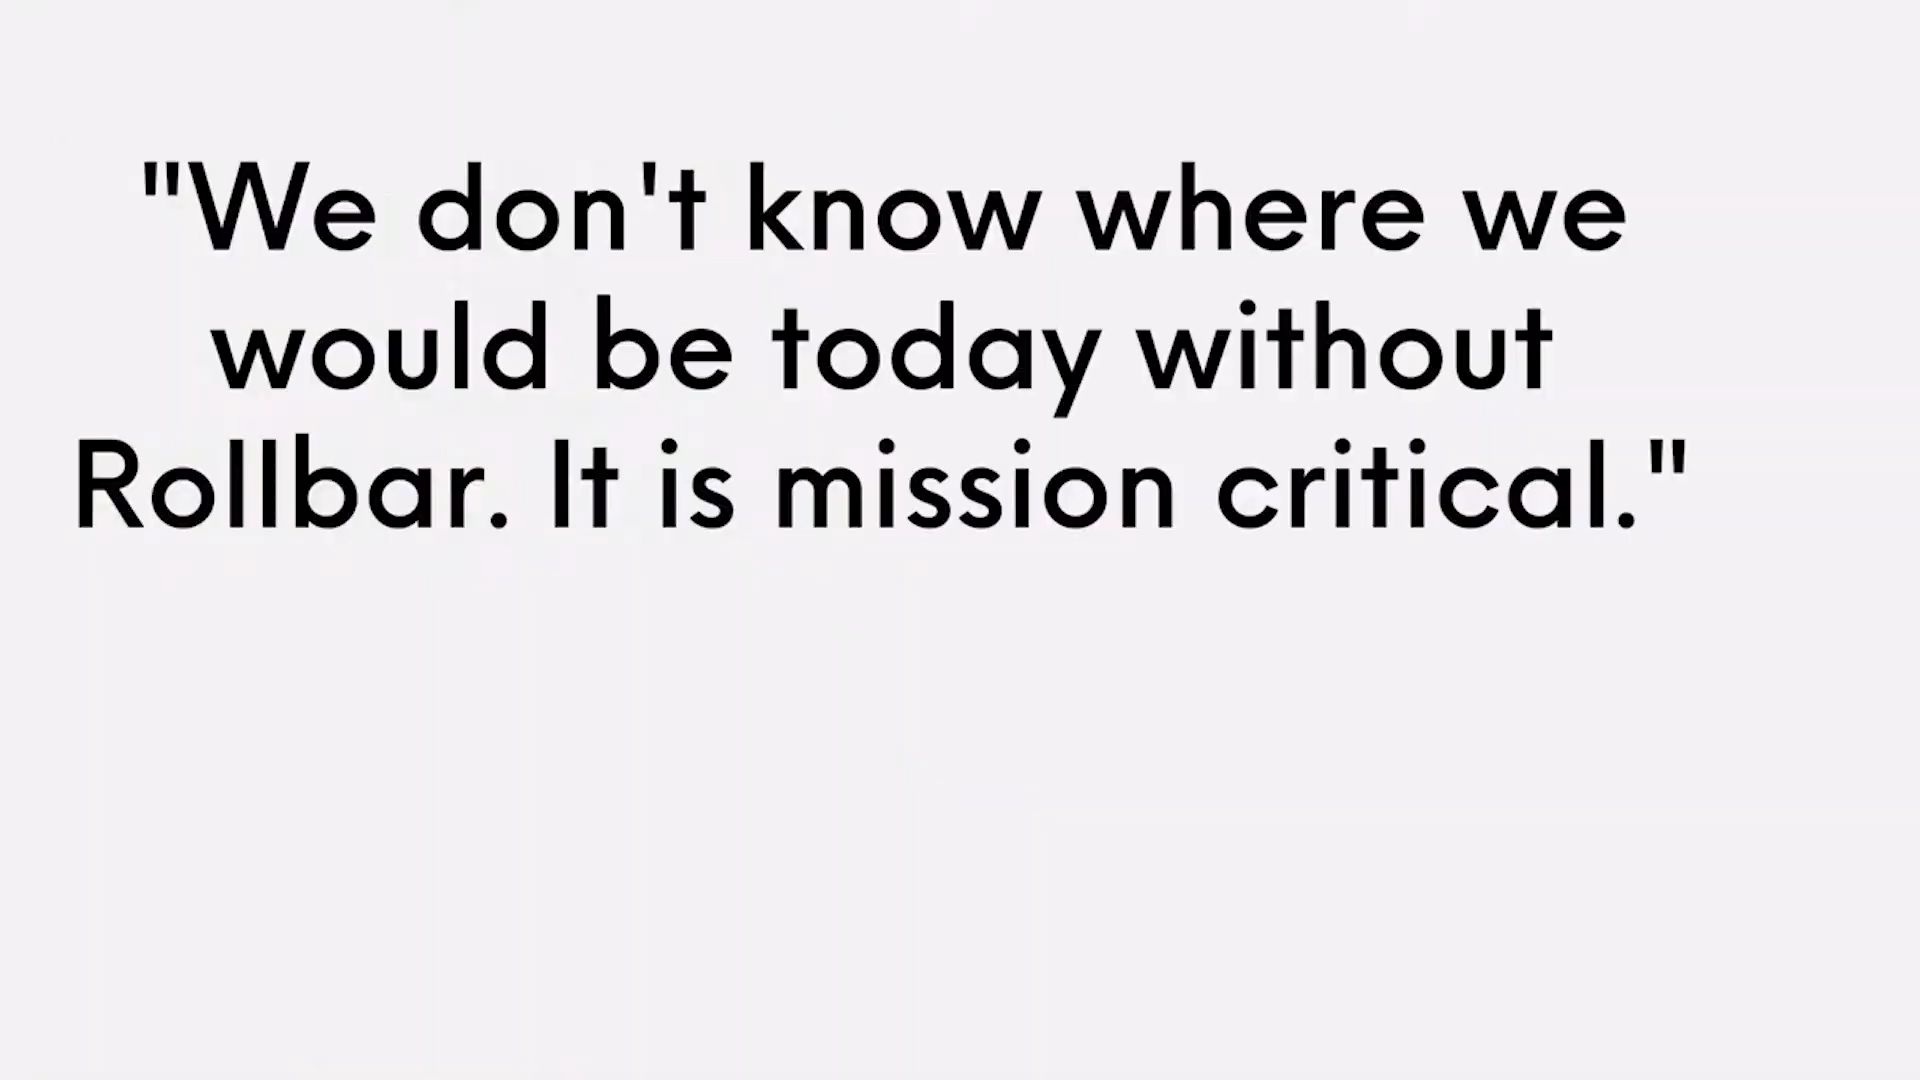 "We don't know where we
would be today without
Rollbar. It is mission critical."